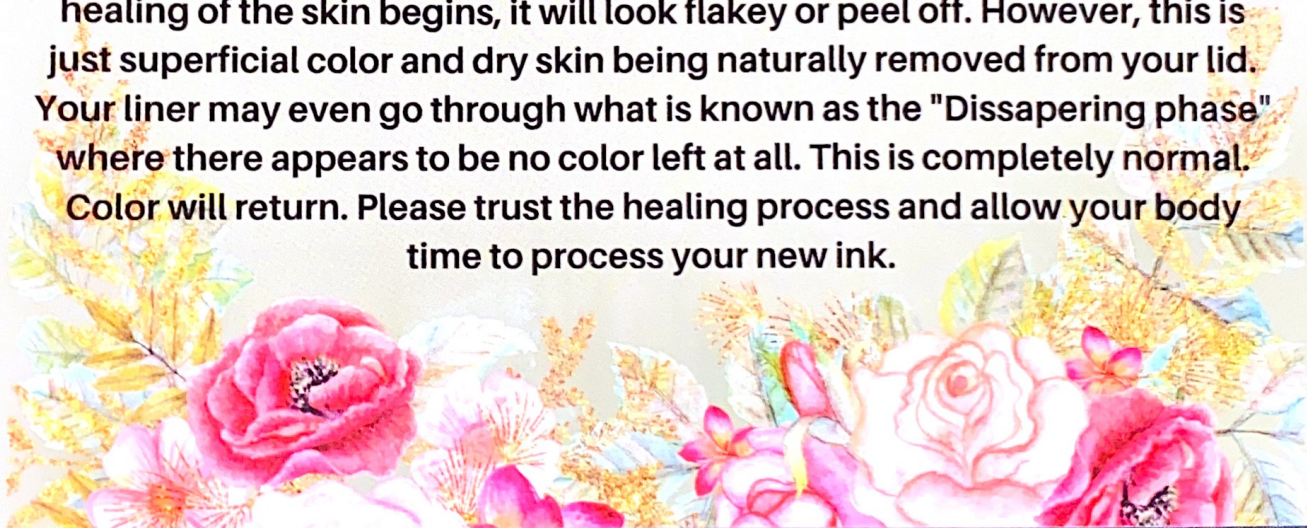 healing of the skin begins, it will look flakey or peel off. However, this is
just superficial color and dry skin being naturally removed from your lid.
Your liner may even go through what is known as the "Dissapering phase"
where there appears to be no color left at all. This is completely normal.
Color will return. Please trust the healing process and allow your body
time to process your new ink.